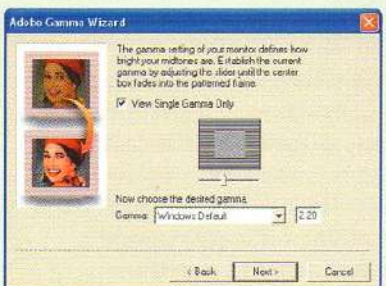 Adobe Gamma Wizard
The gamma setting of your monitor defines how
bright your midtones are. Establish the current
gamma by adjusting the slider until the center
box fades into the patterned frame.
View Single Gamma Only
Now choose the desired gamma
Gamma: Windows Default 2.20
< Back Next > Cancel